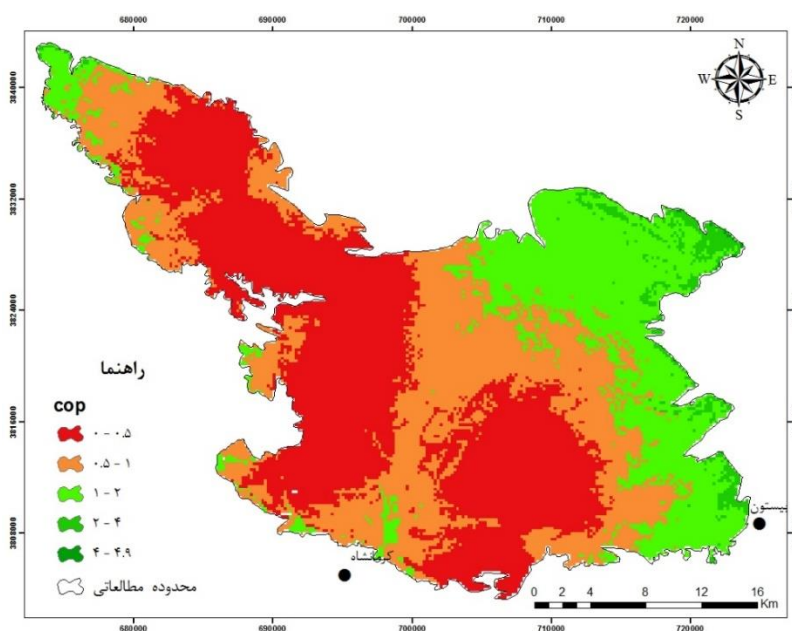 680000 690000 700000 710000 720000
N
W E
S
3840000
3832000
3824000
3816000
3808000
راهنما
cop
۰ - ۰.۵
۰.۵ - ۱
۱ - ۲
۲ - ۴
۴ - ۴.۹
محدوده مطالعاتی
بیستون
کرمانشاه
0 2 4 8 12 16
Km
680000 690000 700000 710000 720000